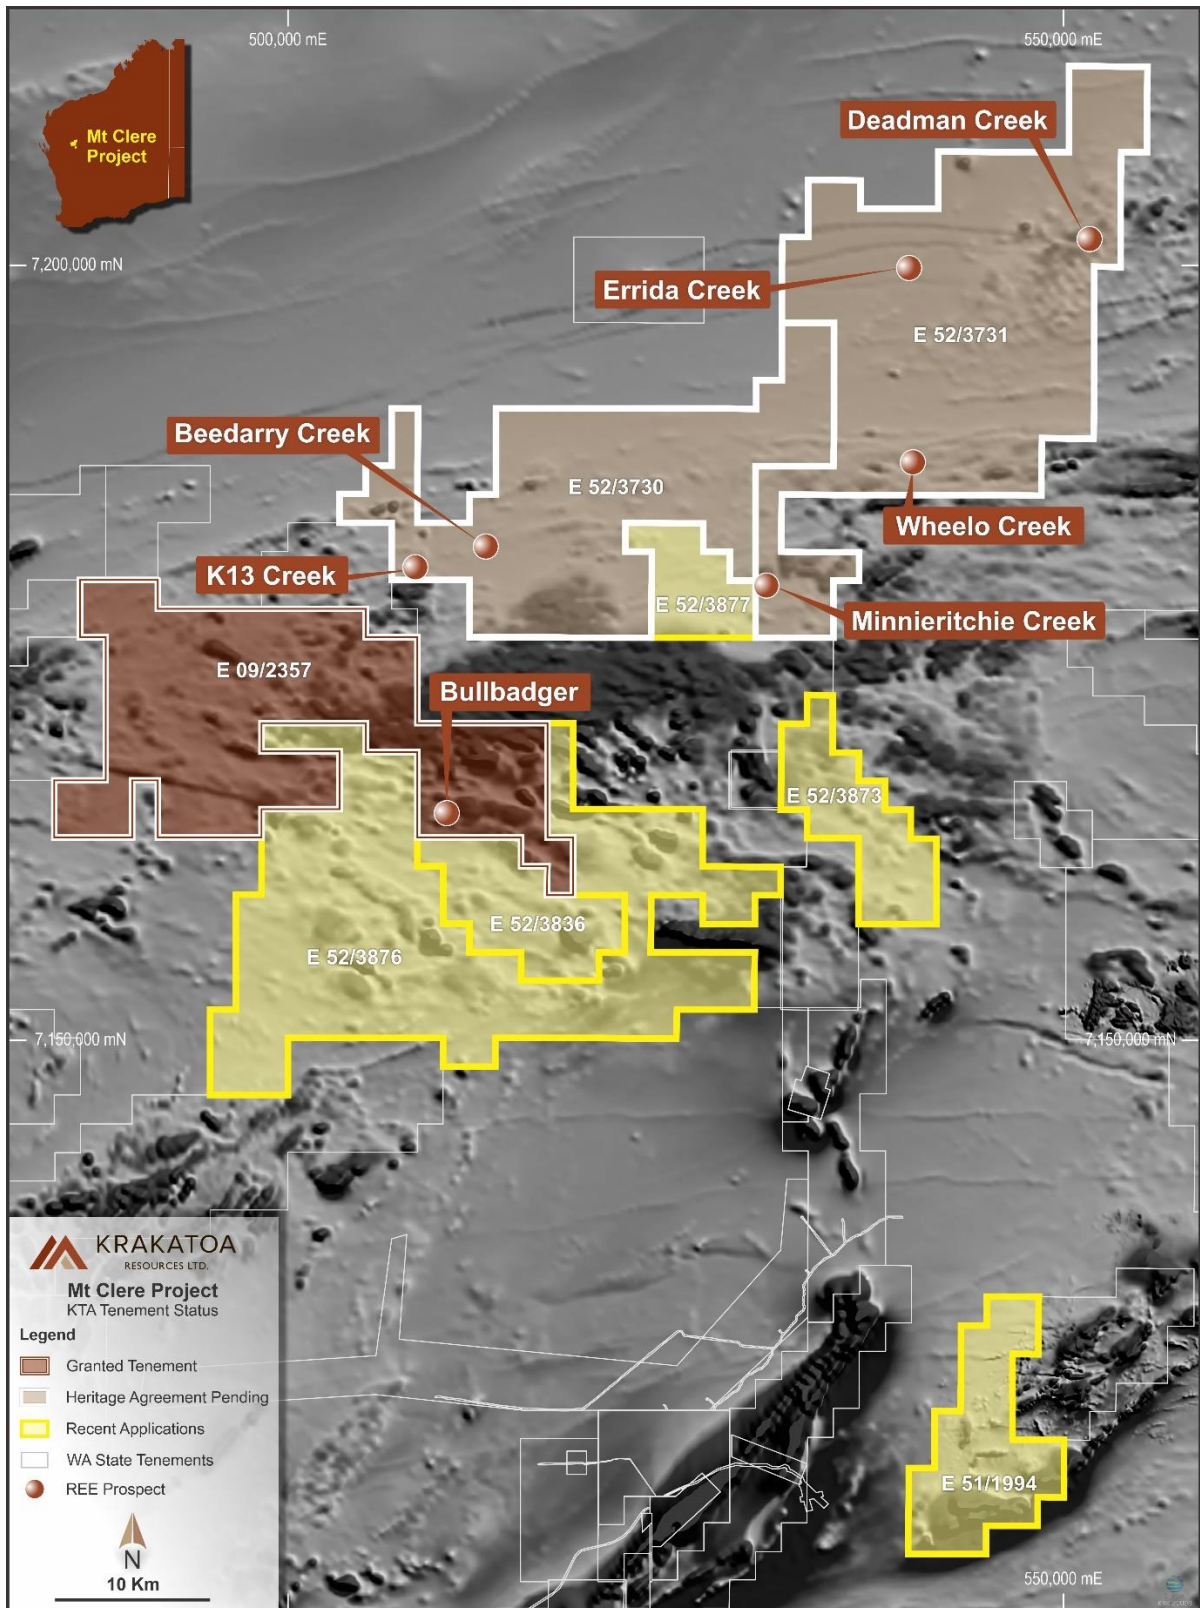 500,000 mE
550,000 mE
Mt Clere
Project
Deadman Creek
7,200,000 mN
Errida Creek
E 52/3731
Beedarry Creek
E 52/3730
Wheelo Creek
K13 Creek
E 52/3877
Minnieritchie Creek
E 09/2357
Bullbadger
E 52/3873
E 52/3836
E 52/3876
7,150,000 mN
7,150,000 mN
KRAKATOA
RESOURCES LTD.
Mt Clere Project
KTA Tenement Status
Legend
Granted Tenement
Heritage Agreement Pending
Recent Applications
WA State Tenements
REE Prospect
N
10 Km
E 51/1994
550,000 mE